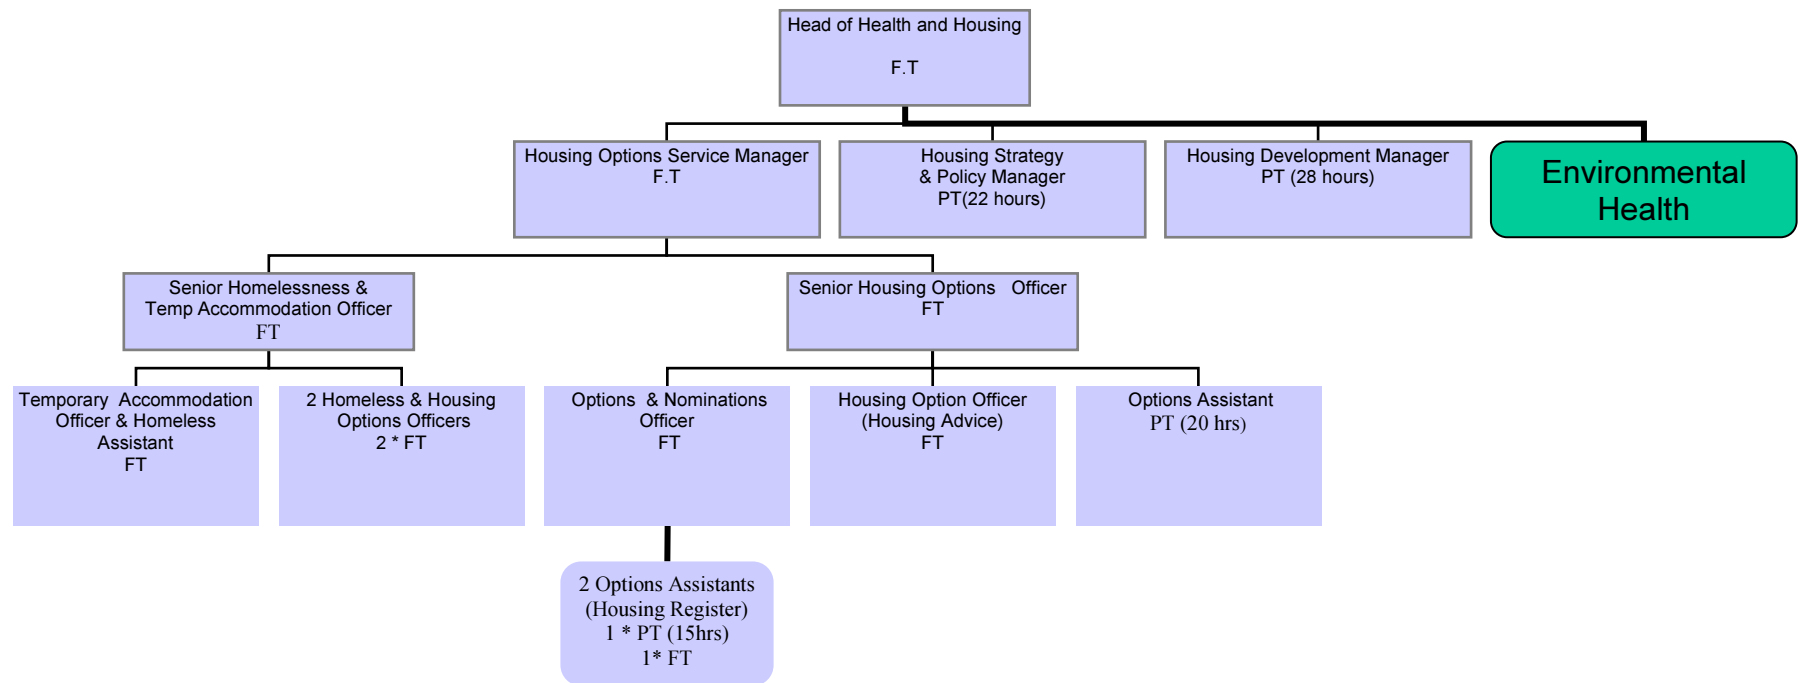 Head of Health and Housing
F.T
Housing Options Service Manager
F.T
Housing Strategy
& Policy Manager
PT(22 hours)
Housing Development Manager
PT (28 hours)
Environmental
Health
Senior Homelessness &
Temp Accommodation Officer
FT
Senior Housing Options Officer
FT
Temporary Accommodation
Officer & Homeless
Assistant
FT
2 Homeless & Housing
Options Officers
2 * FT
Options & Nominations
Officer
FT
Housing Option Officer
(Housing Advice)
FT
Options Assistant
PT (20 hrs)
2 Options Assistants
(Housing Register)
1 * PT (15hrs)
1* FT